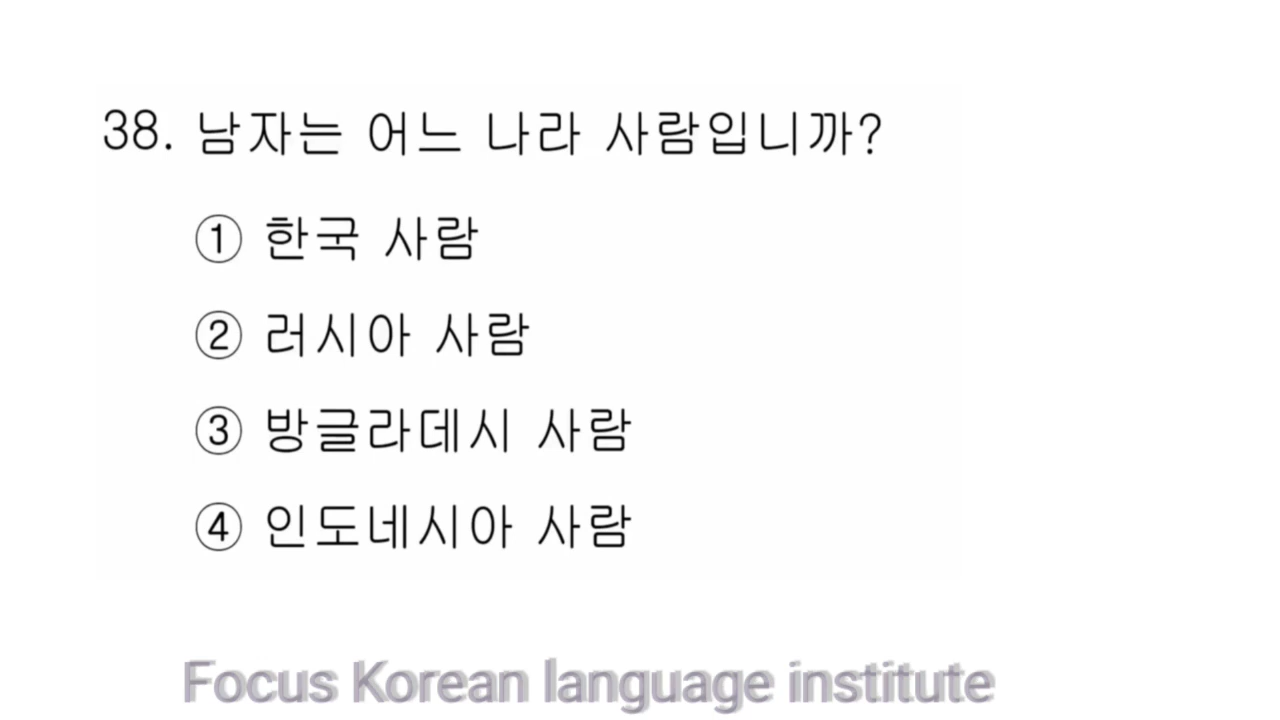 38. 남자는 어느 나라 사람입니까?
① 한국 사람
② 러시아 사람
③ 방글라데시 사람
④ 인도네시아 사람
Focus Korean language institute